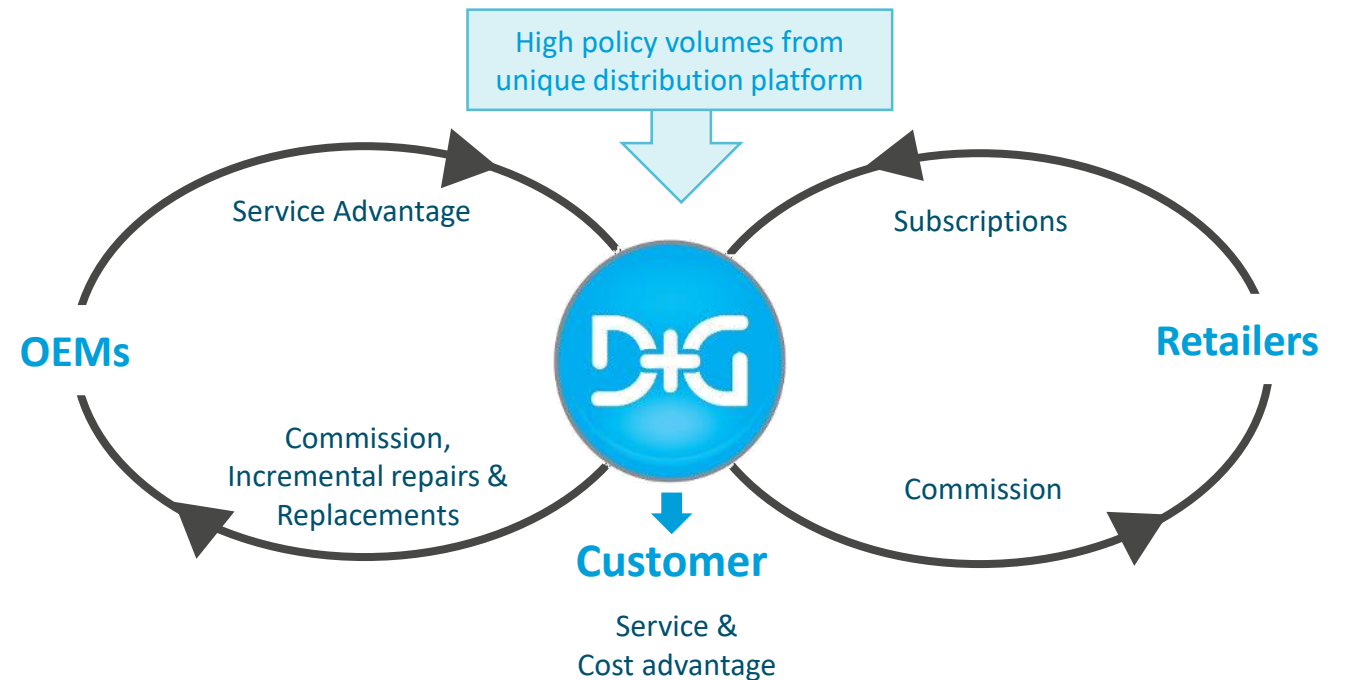 High policy volumes from
unique distribution platform
Service Advantage
Subscriptions
OEMs
D+G
Retailers
Commission,
Incremental repairs &
Replacements
Commission
Customer
Service &
Cost advantage